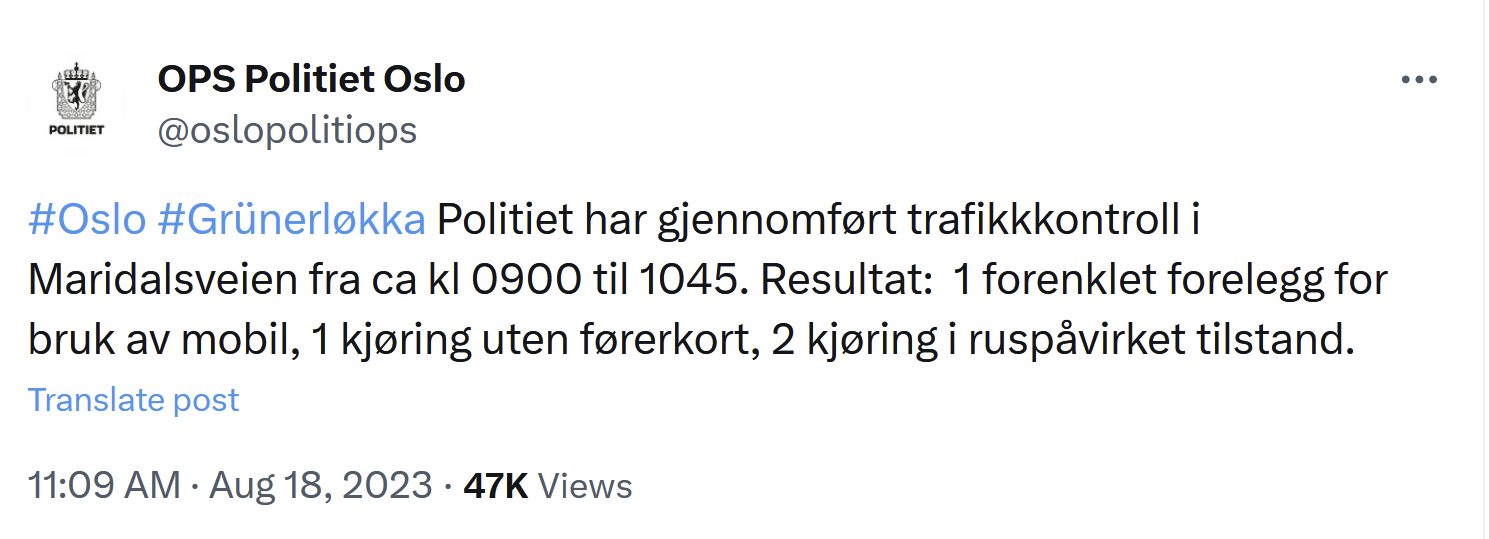 POLITIET
OPS Politiet Oslo
@oslopolitiops
#Oslo #Grünerløkka Politiet har gjennomført trafikkkontroll i
Maridalsveien fra ca kl 0900 til 1045. Resultat:  1 forenklet forelegg for
bruk av mobil, 1 kjøring uten førerkort, 2 kjøring i ruspåvirket tilstand.
Translate post
11:09 AM · Aug 18, 2023 · 47K Views